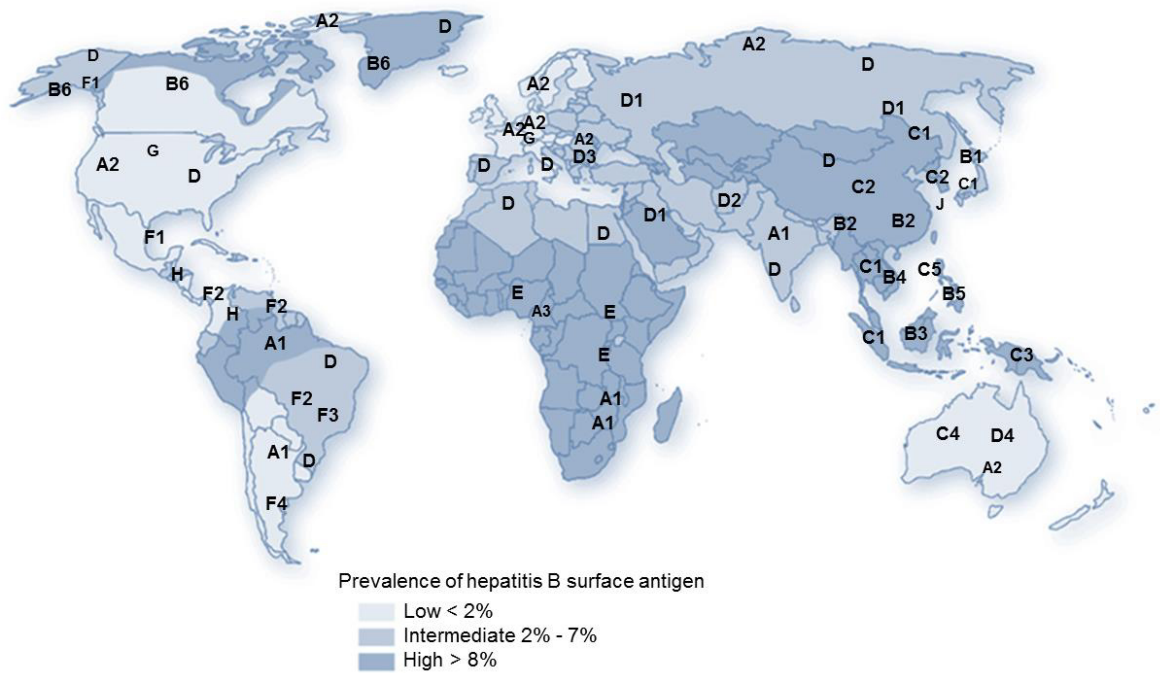 A2
D
D
B6
F1
B6
B6
A2
G
D
F1
H
F2
F2
H
A1
D
F2
F3
A1
D
F4
A2
A2
D
A2
A2
G
D1
A2
D3
D
D
D1
C1
B1
D
C2
C2
C1
J
D
D
D1
D2
A1
D
B2
B2
C1
B4
C5
B5
C1
B3
C3
E
A3
E
E
A1
A1
C4
D4
A2
Prevalence of hepatitis B surface antigen
Low < 2%
Intermediate 2% - 7%
High > 8%